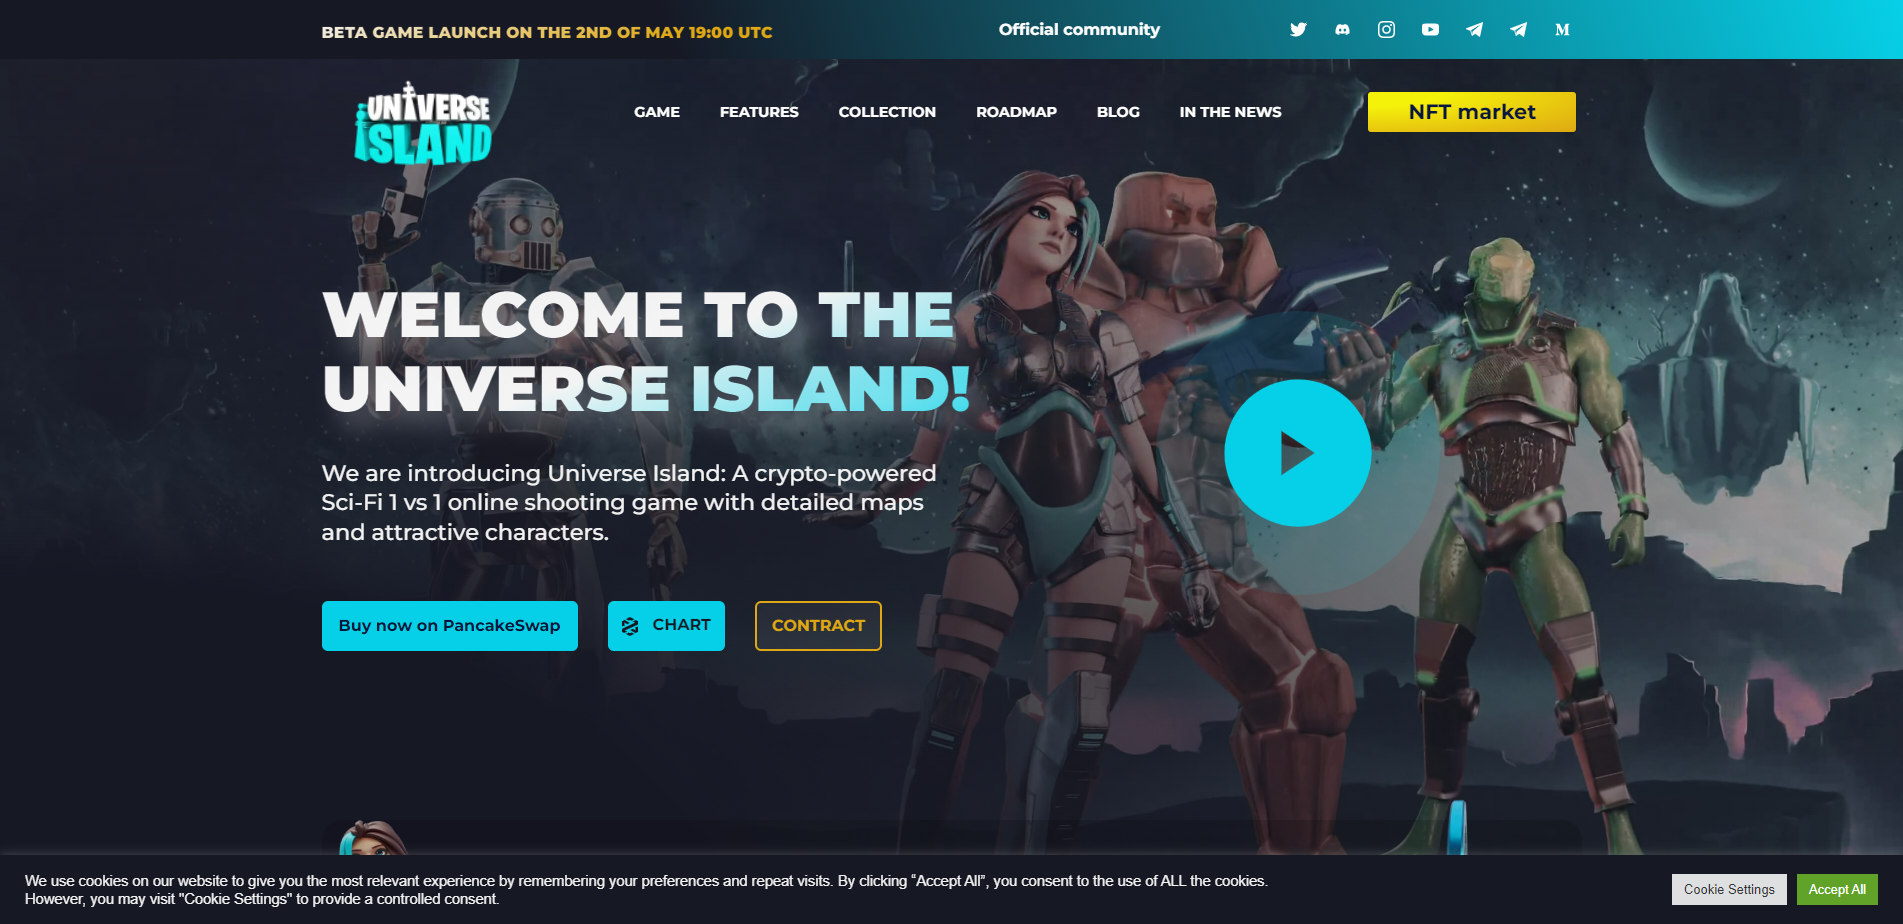 BETA GAME LAUNCH ON THE 2ND OF MAY 19:00 UTC
Official community
UNIVERSE
ISLAND
GAME
FEATURES
COLLECTION
ROADMAP
BLOG
IN THE NEWS
NFT market
WELCOME TO THE
UNIVERSE ISLAND!
We are introducing Universe Island: A crypto-powered
Sci-Fi 1 vs 1 online shooting game with detailed maps
and attractive characters.
Buy now on PancakeSwap
CHART
CONTRACT
We use cookies on our website to give you the most relevant experience by remembering your preferences and repeat visits. By clicking “Accept All”, you consent to the use of ALL the cookies.
However, you may visit "Cookie Settings" to provide a controlled consent.
Cookie Settings
Accept All